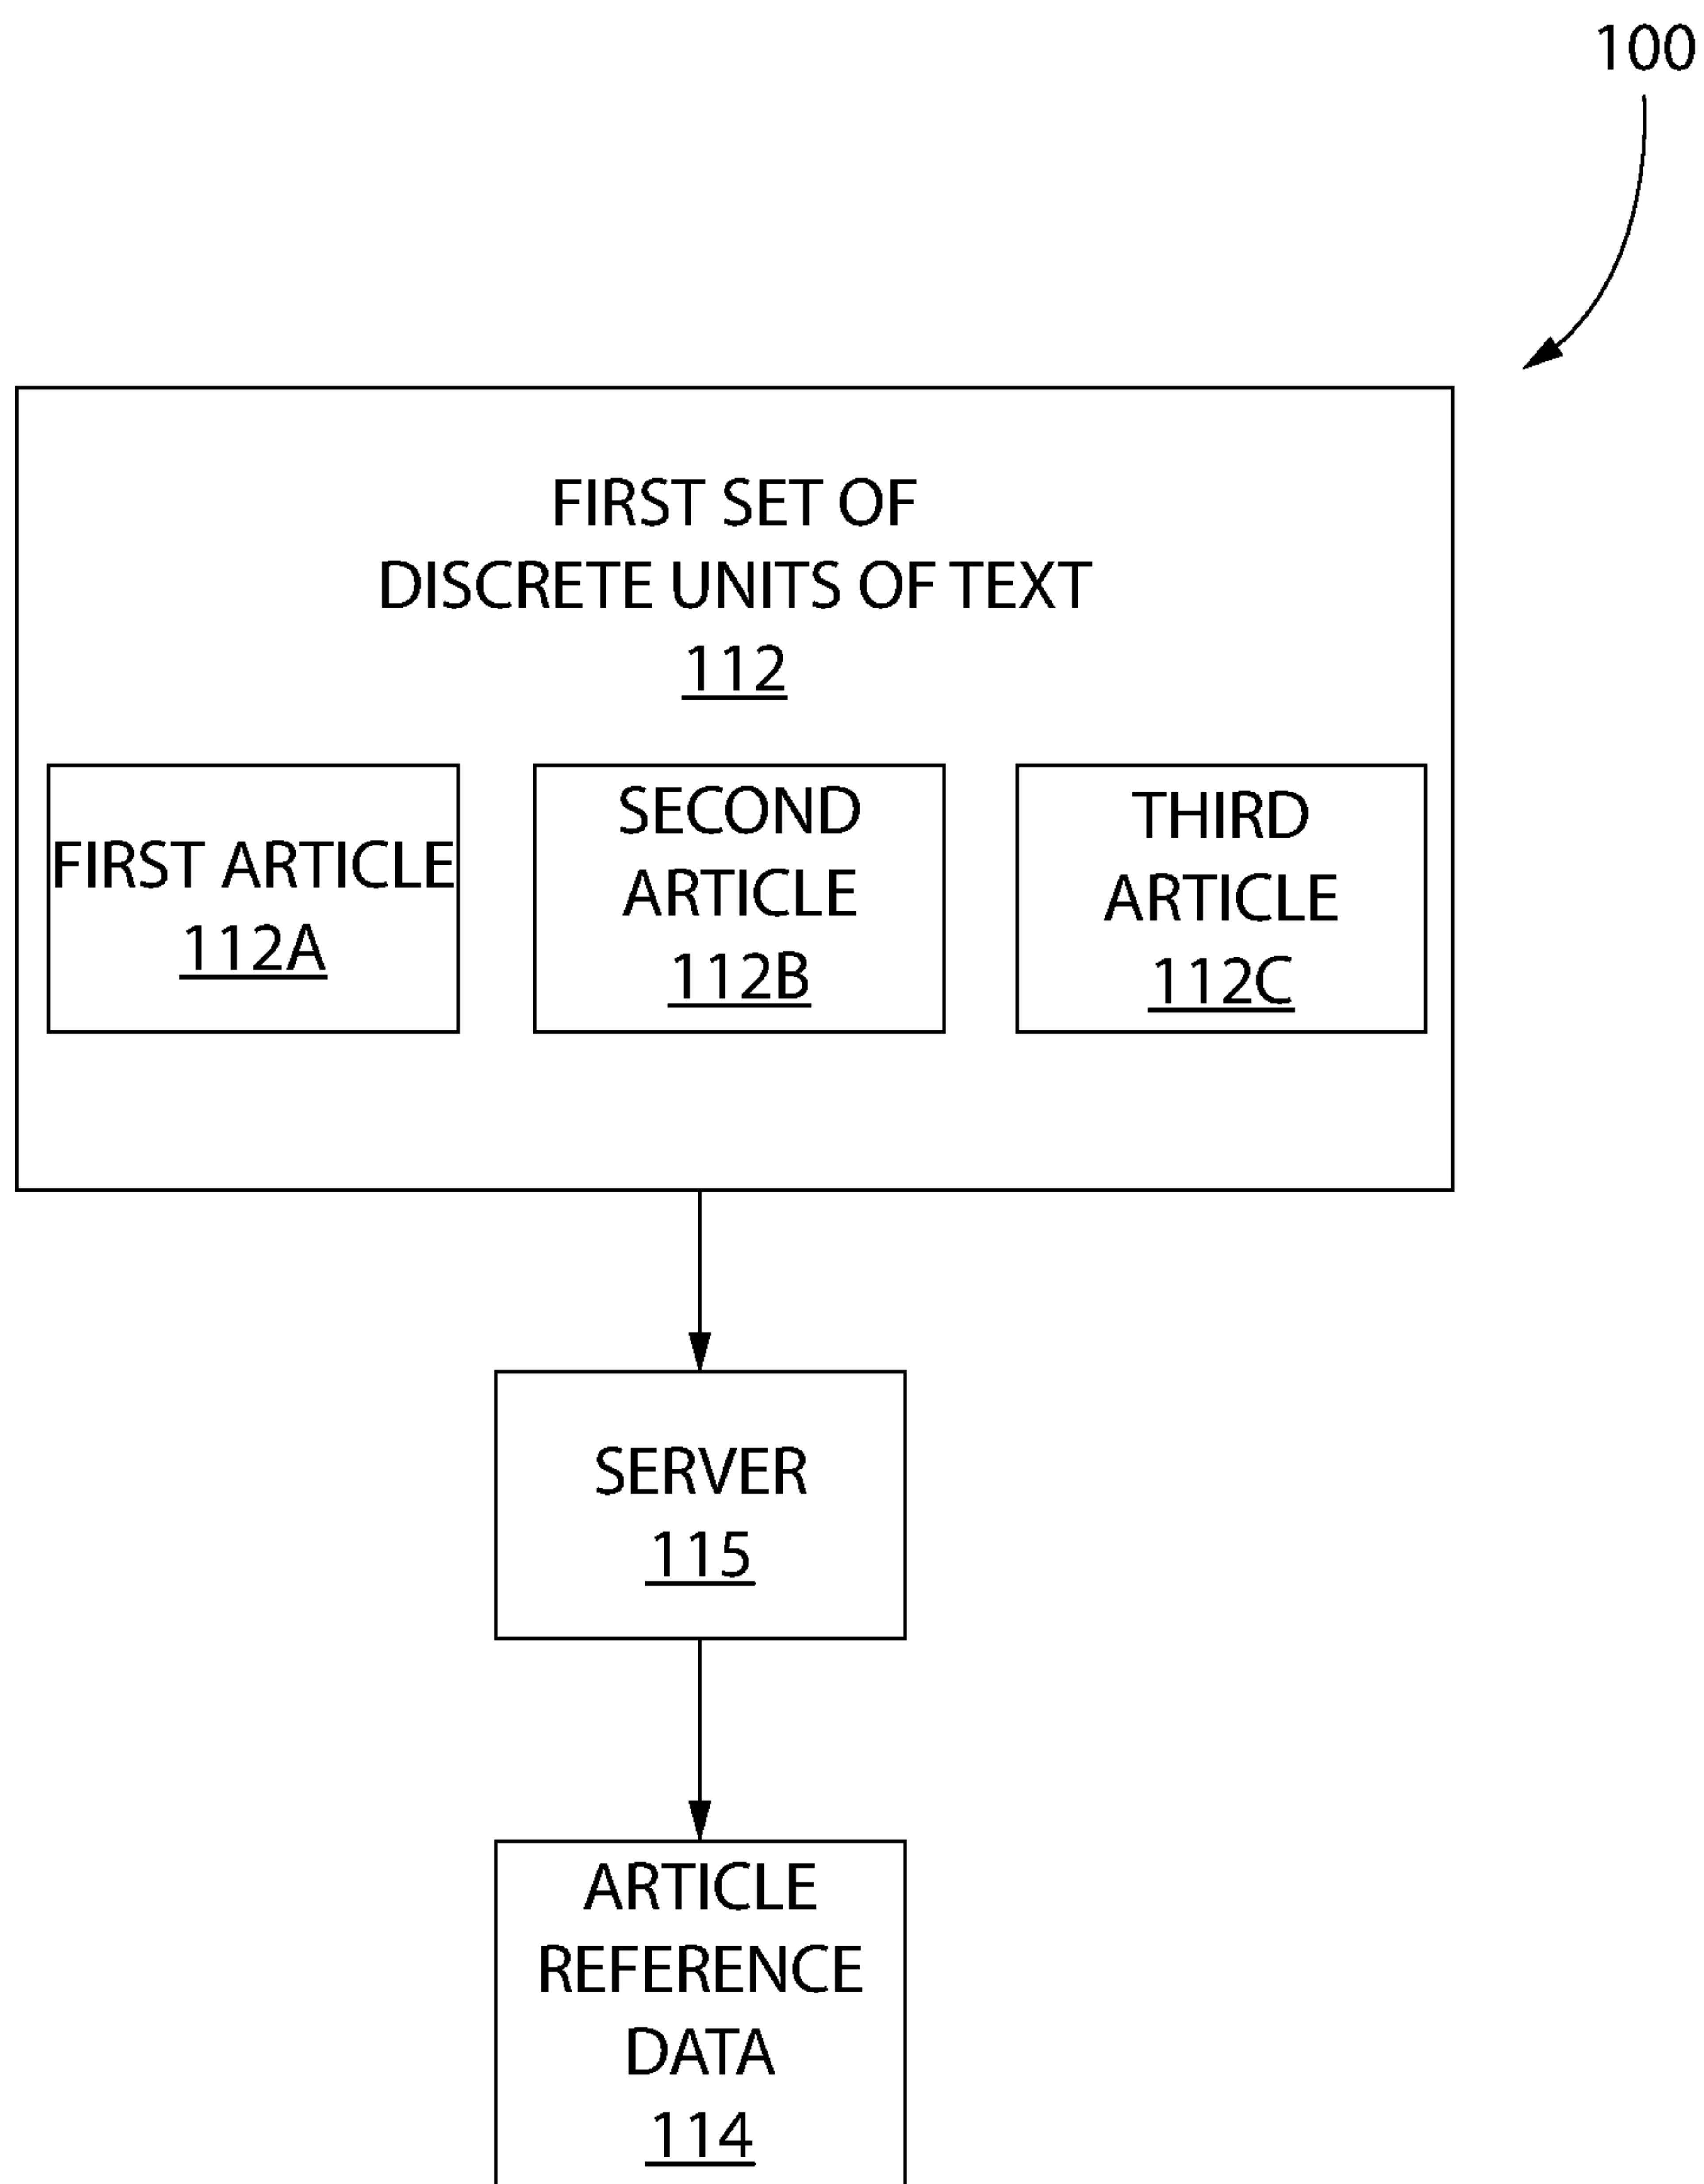 100
FIRST SET OF
DISCRETE UNITS OF TEXT
112
FIRST ARTICLE
112A
SECOND
ARTICLE
112B
THIRD
ARTICLE
112C
SERVER
115
ARTICLE
REFERENCE
DATA
114